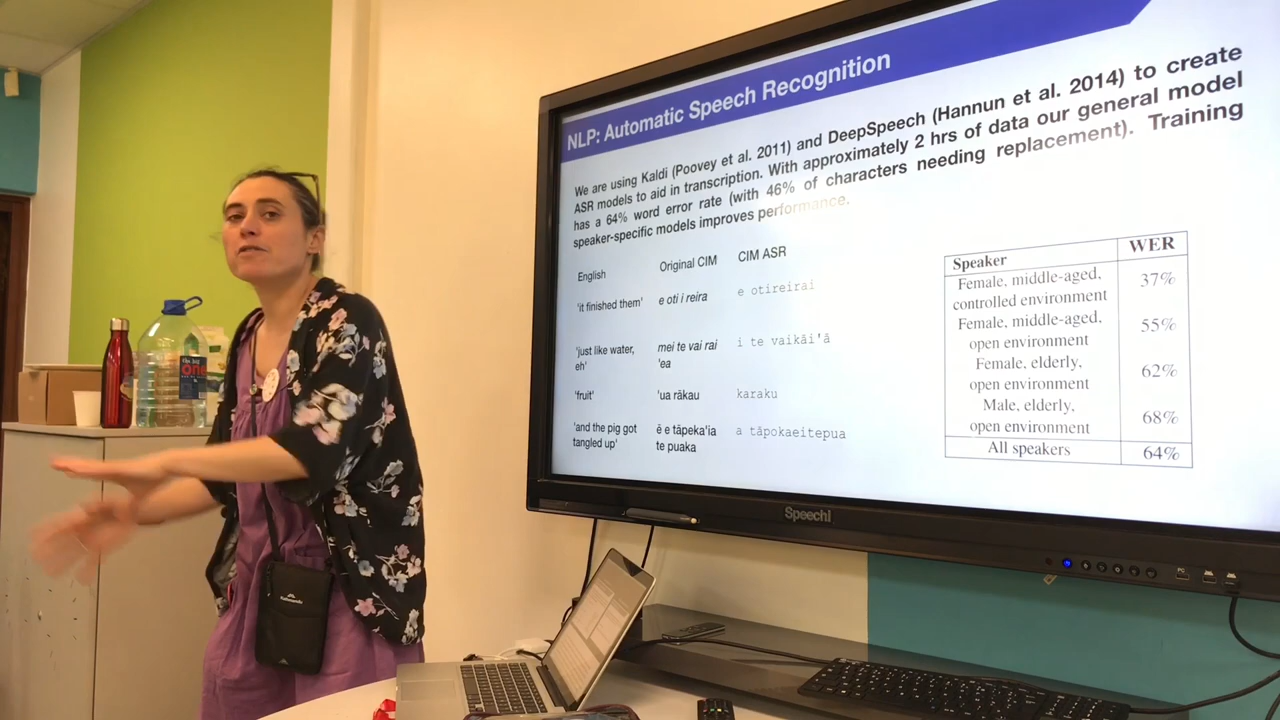 NLP: Automatic Speech Recognition
We are using Kaldi (Poovey et al. 2011) and DeepSpeech (Hannun et al. 2014) to create
ASR models to aid in transcription. With approximately 2 hrs of data our general model
has a 64% word error rate (with 46% of characters needing replacement). Training
speaker-specific models improves performance.
English Original CIM CIM ASR
'it finished them' e oti i reira e otireirai
'just like water, mei te vai rai i te vaikāi'ā
eh' 'ea
'fruit' 'ua rākau karaku
'and the pig got ē e tāpeka'ia a tāpokaeitepua
tangled up' te puaka
Speaker WER
Female, middle-aged, 37%
controlled environment
Female, middle-aged, 55%
open environment
Female, elderly, 62%
open environment
Male, elderly, 68%
open environment
All speakers 64%
Speechi
one
PC